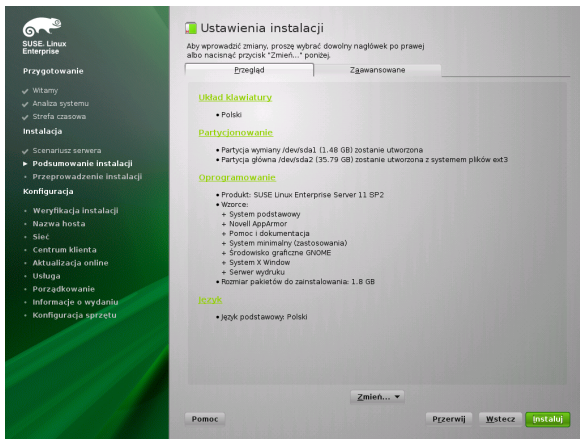 SUSE. Linux
Enterprise
Przygotowanie
Witamy
Analiza systemu
Strefa czasowa
Instalacja
Scenariusz serwera
Podsumowanie instalacji
Przeprowadzenie instalacji
Konfiguracja
Weryfikacja instalacji
Nazwa hosta
Sieć
Centrum klienta
Aktualizacja online
Usługa
Porządkowanie
Informacje o wydaniu
Konfiguracja sprzętu
Ustawienia instalacji
Aby wprowadzić zmiany, proszę wybrać dowolny nagłówek po prawej
albo nacisnąć przycisk "Zmień..." poniżej.
Przegląd
Zaawansowane
Układ klawiatury
• Polski
Partycjonowanie
• Partycja wymiany /dev/sda1 (1.48 GB) zostanie utworzona
• Partycja główna /dev/sda2 (35.79 GB) zostanie utworzona z systemem plików ext3
Oprogramowanie
• Produkt: SUSE Linux Enterprise Server 11 SP2
• Wzorce:
+ System podstawowy
+ Novell AppArmor
+ Pomoc i dokumentacja
+ System minimalny (zastosowania)
+ Środowisko graficzne GNOME
+ System X Window
+ Serwer wydruku
• Rozmiar pakietów do zainstalowania: 1.8 GB
Język
• Język podstawowy: Polski
Zmień...
Pomoc
Przerwij
Wstecz
Instaluj